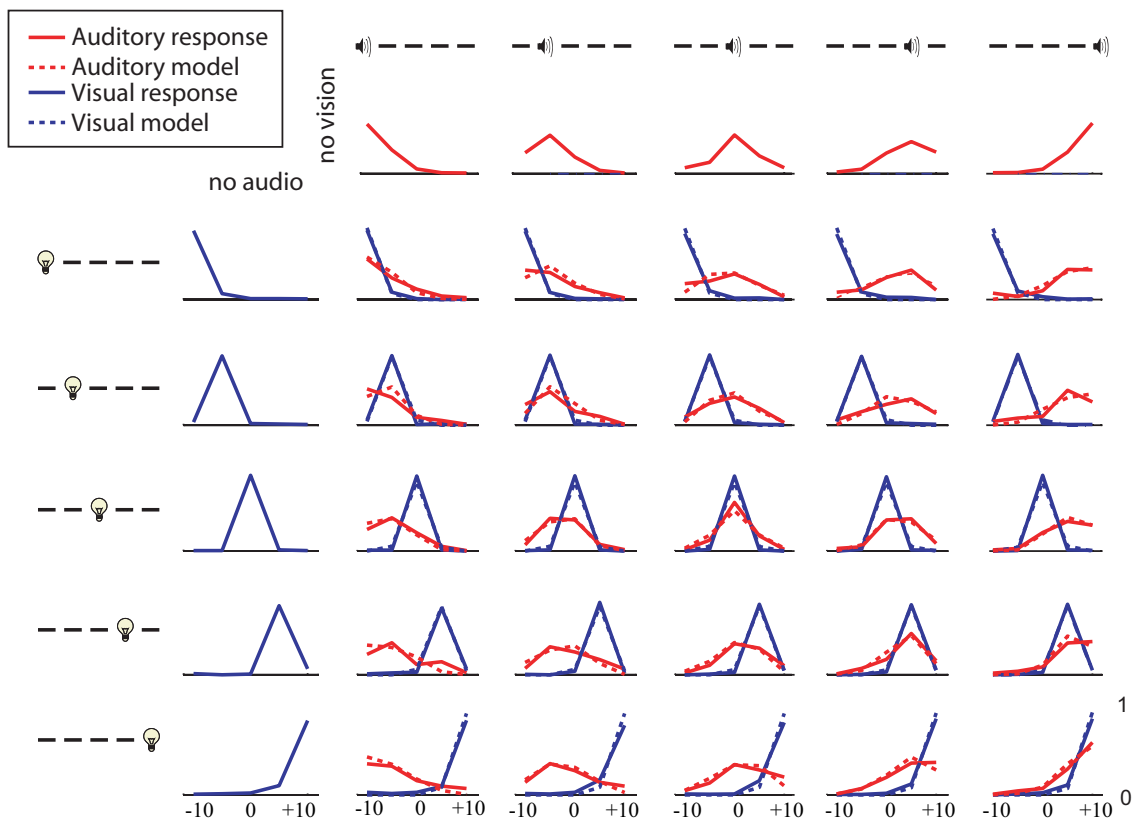 Auditory response
Auditory model
Visual response
Visual model
no vision
no audio
1
0
-10 0 +10 -10 0 +10 -10 0 +10 -10 0 +10 -10 0 +10 -10 0 +10